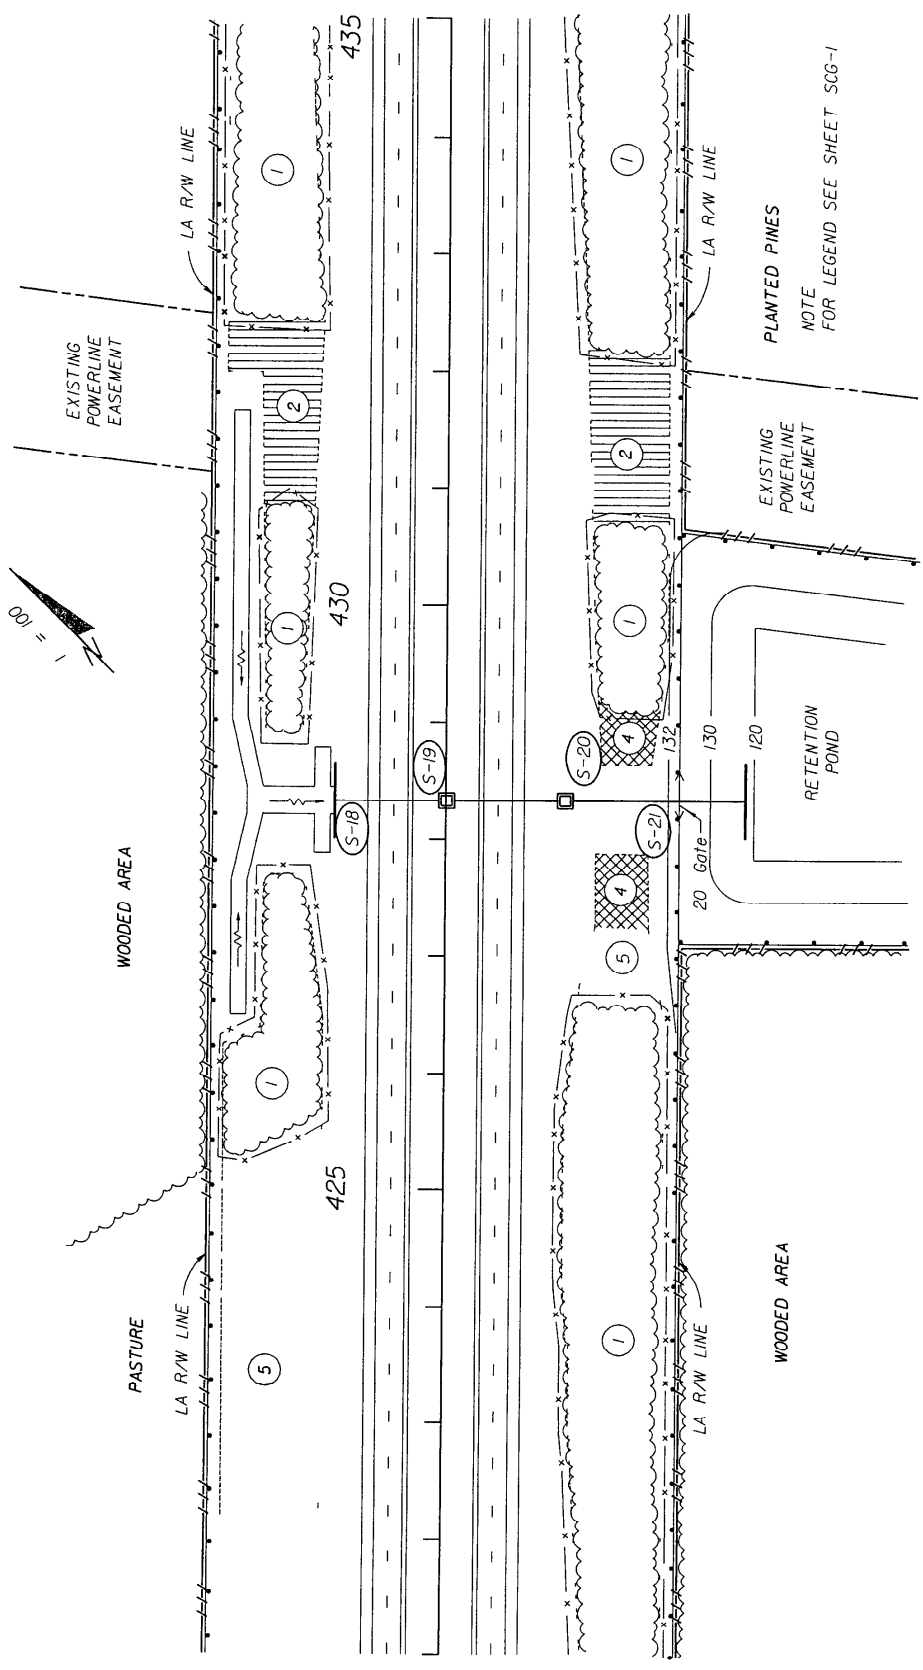 PASTURE
LA R/W LINE
5
WOODED AREA
1
1
EXISTING
POWERLINE
EASEMENT
2
LA R/W LINE
1
1 = 100
N
425
430
435
S-18
S-19
S-20
S-21
1
5
4
4
1
2
1
132
130
120
20 Gate
RETENTION
POND
WOODED AREA
LA R/W LINE
EXISTING
POWERLINE
EASEMENT
LA R/W LINE
PLANTED PINES
NOTE
FOR LEGEND SEE SHEET SCG-1